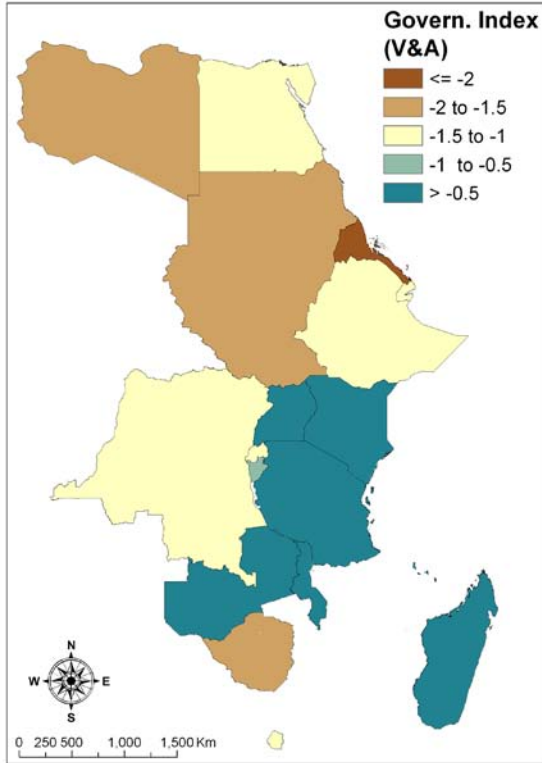 Govern. Index
(V&A)
<= -2
-2 to -1.5
-1.5 to -1
-1 to -0.5
> -0.5
N
W E
S
0 250 500 1,000 1,500 Km